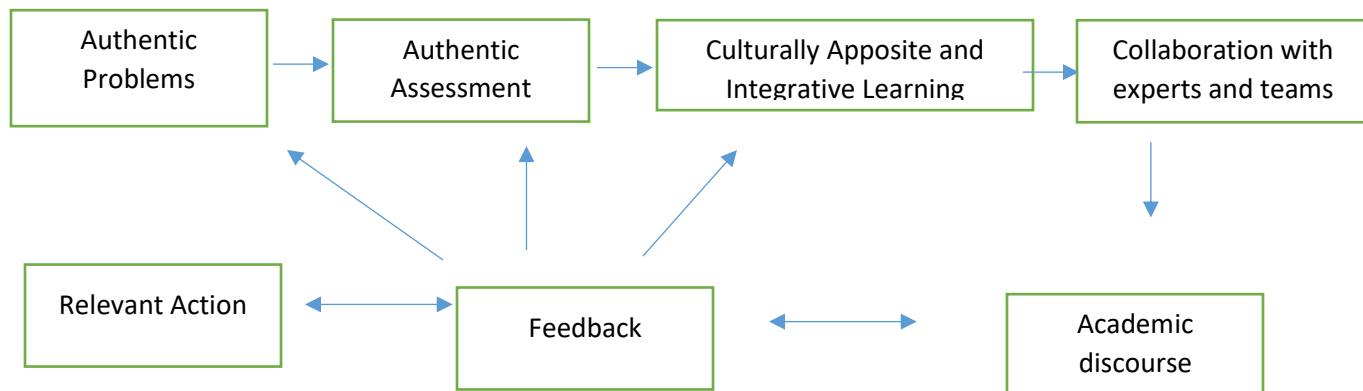 Authentic
Problems
Authentic
Assessment
Culturally Apposite and
Integrative Learning
Collaboration with
experts and teams
Relevant Action
Feedback
Academic
discourse